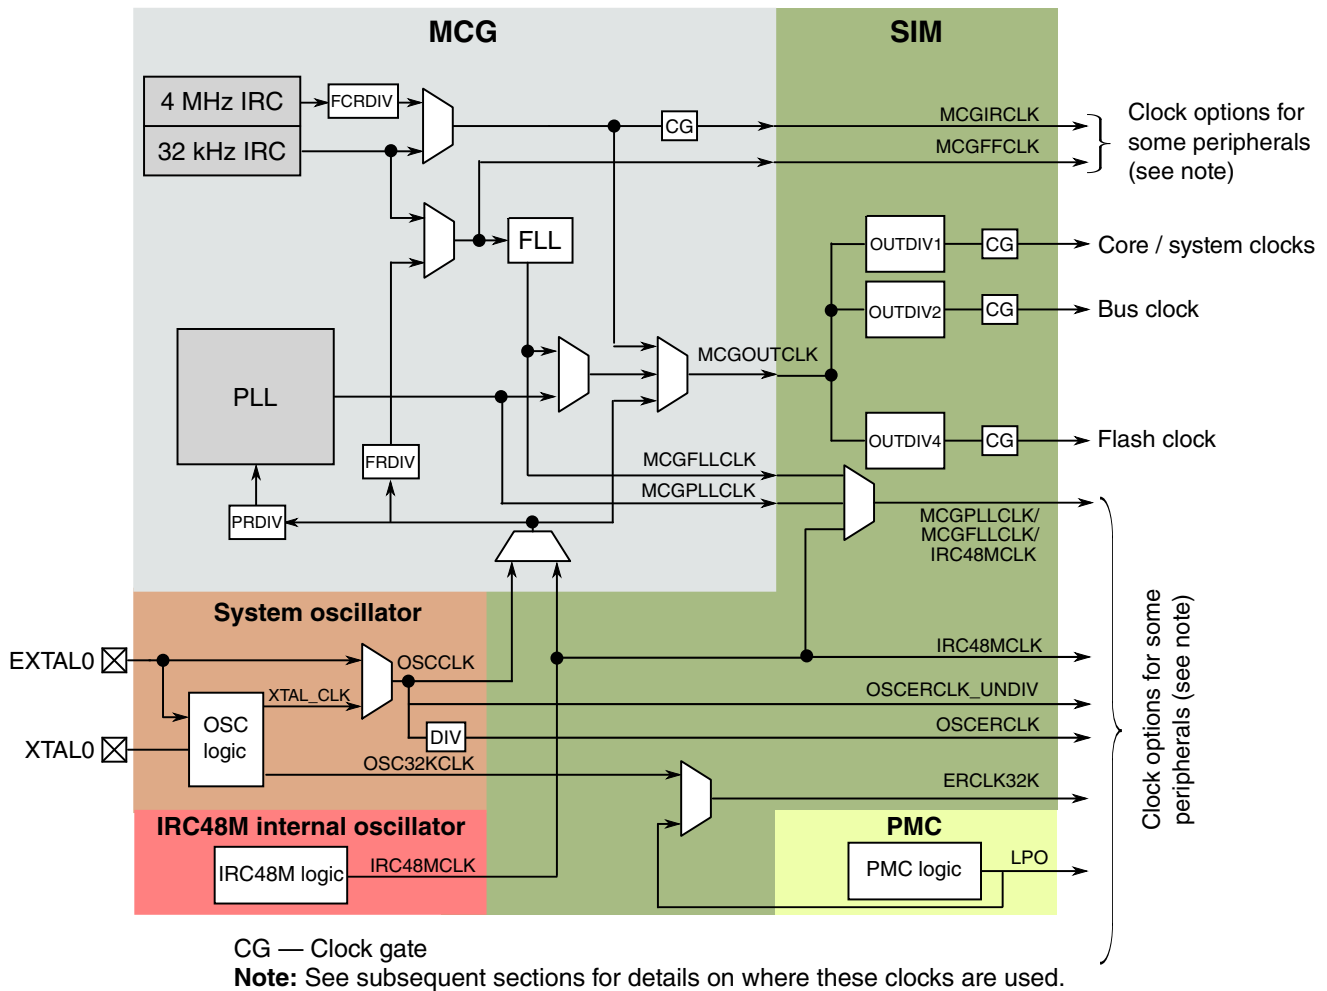 MCG
SIM
4 MHz IRC
FCRDIV
32 kHz IRC
CG
MCGIRCLK
MCGFFCLK
Clock options for
some peripherals
(see note)
FLL
OUTDIV1
CG
Core / system clocks
OUTDIV2
CG
Bus clock
MCGOUTCLK
PLL
OUTDIV4
CG
Flash clock
FRDIV
MCGFLLCLK
MCGPLLCLK
PRDIV
MCGPLLCLK/
MCGFLLCLK/
IRC48MCLK
System oscillator
EXTAL0
OSCCLK
IRC48MCLK
XTAL_CLK
OSCERCLK_UNDIV
OSC
logic
XTAL0
DIV
OSCERCLK
OSC32KCLK
ERCLK32K
Clock options for some
peripherals (see note)
IRC48M internal oscillator
PMC
IRC48M logic
IRC48MCLK
PMC logic
LPO
CG — Clock gate
Note: See subsequent sections for details on where these clocks are used.